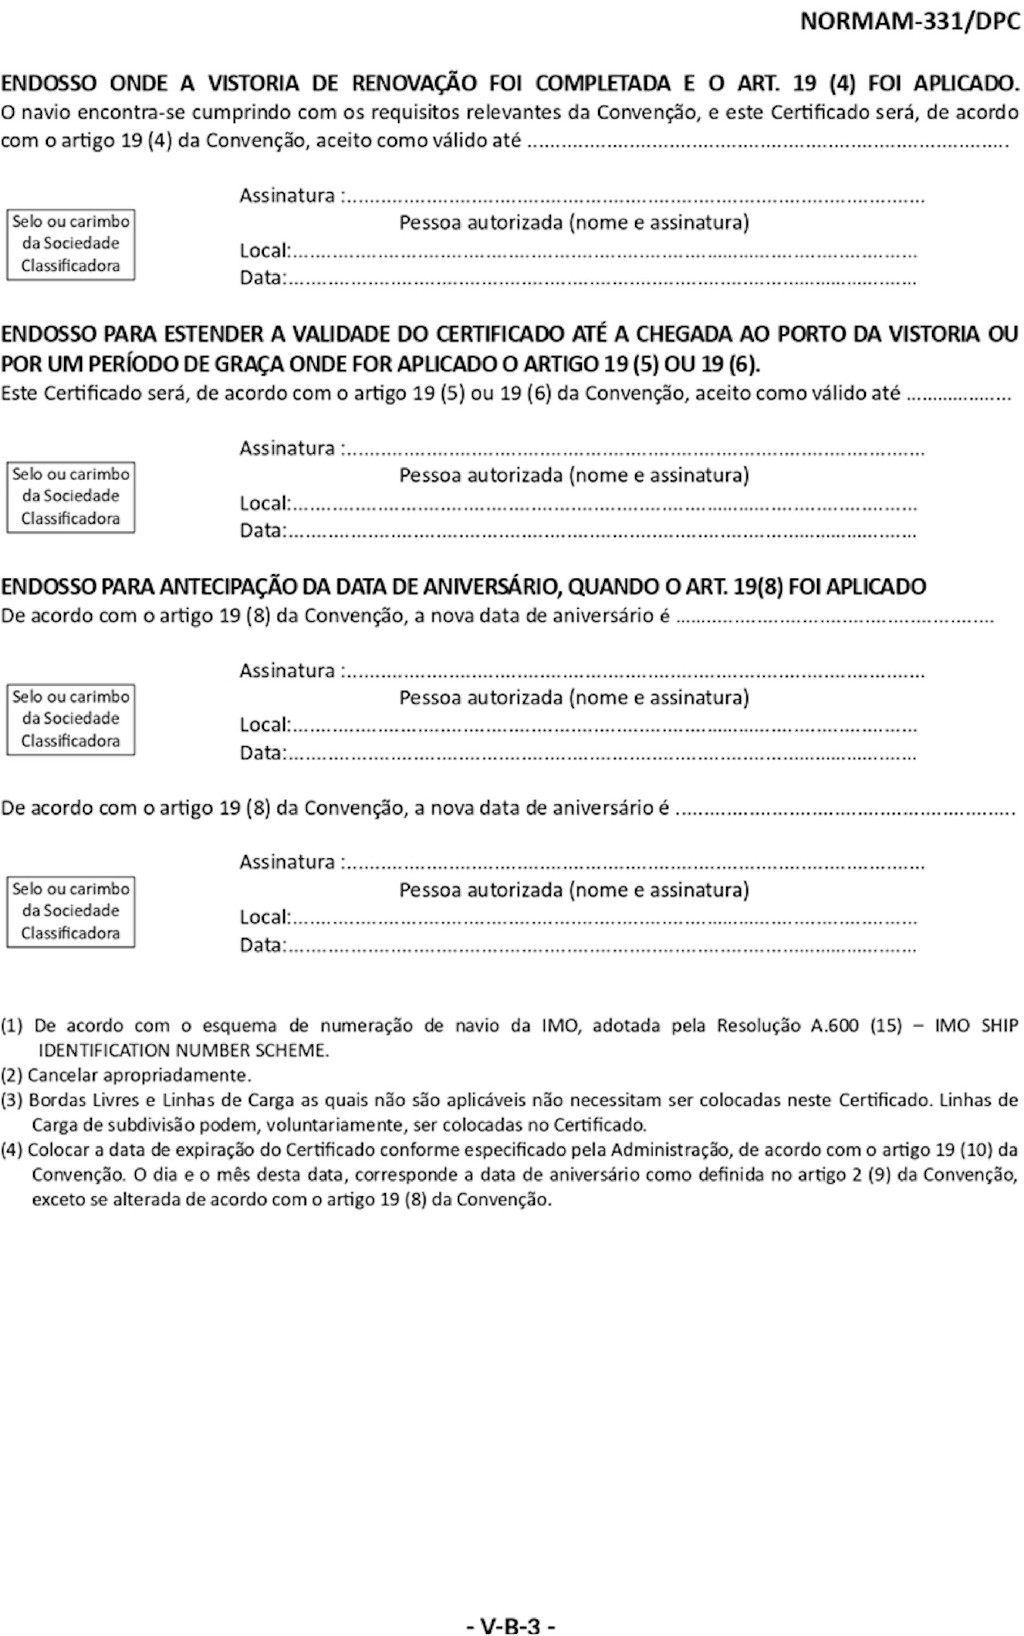 NORMAM-331/DPC
ENDOSSO ONDE A VISTORIA DE RENOVAÇÃO FOI COMPLETADA E O ART. 19 (4) FOI APLICADO.
O navio encontra-se cumprindo com os requisitos relevantes da Convenção, e este Certificado será, de acordo
com o artigo 19 (4) da Convenção, aceito como válido até ....................................................................................
Assinatura :......................................................................................................
Selo ou carimbo
da Sociedade
Classificadora
Pessoa autorizada (nome e assinatura)
Local:..............................................................................................................
Data:...............................................................................................................
ENDOSSO PARA ESTENDER A VALIDADE DO CERTIFICADO ATÉ A CHEGADA AO PORTO DA VISTORIA OU
POR UM PERÍODO DE GRAÇA ONDE FOR APLICADO O ARTIGO 19 (5) OU 19 (6).
Este Certificado será, de acordo com o artigo 19 (5) ou 19 (6) da Convenção, aceito como válido até ...................
Assinatura :......................................................................................................
Selo ou carimbo
da Sociedade
Classificadora
Pessoa autorizada (nome e assinatura)
Local:..............................................................................................................
Data:...............................................................................................................
ENDOSSO PARA ANTECIPAÇÃO DA DATA DE ANIVERSÁRIO, QUANDO O ART. 19(8) FOI APLICADO
De acordo com o artigo 19 (8) da Convenção, a nova data de aniversário é ........................................................
Assinatura :......................................................................................................
Selo ou carimbo
da Sociedade
Classificadora
Pessoa autorizada (nome e assinatura)
Local:..............................................................................................................
Data:...............................................................................................................
De acordo com o artigo 19 (8) da Convenção, a nova data de aniversário é ............................................................
Assinatura :......................................................................................................
Selo ou carimbo
da Sociedade
Classificadora
Pessoa autorizada (nome e assinatura)
Local:..............................................................................................................
Data:...............................................................................................................
(1) De acordo com o esquema de numeração de navio da IMO, adotada pela Resolução A.600 (15) – IMO SHIP
IDENTIFICATION NUMBER SCHEME.
(2) Cancelar apropriadamente.
(3) Bordas Livres e Linhas de Carga as quais não são aplicáveis não necessitam ser colocadas neste Certificado. Linhas de
Carga de subdivisão podem, voluntariamente, ser colocadas no Certificado.
(4) Colocar a data de expiração do Certificado conforme especificado pela Administração, de acordo com o artigo 19 (10) da
Convenção. O dia e o mês desta data, corresponde a data de aniversário como definida no artigo 2 (9) da Convenção,
exceto se alterada de acordo com o artigo 19 (8) da Convenção.
- V-B-3 -